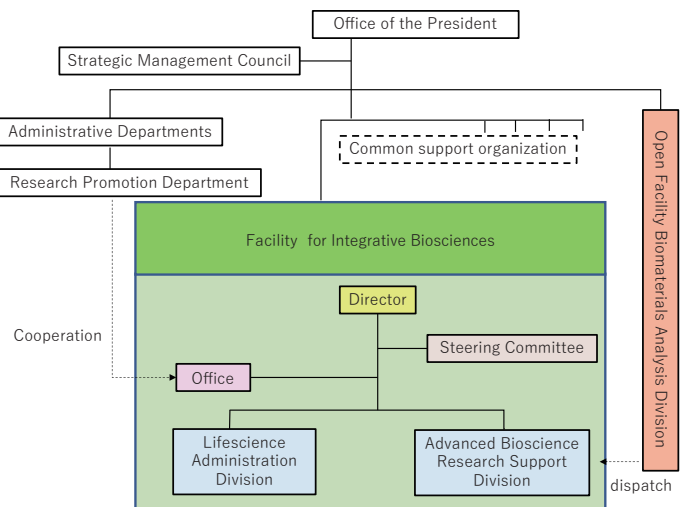 Office of the President
Strategic Management Council
Administrative Departments
Common support organization
Research Promotion Department
Open Facility Biomaterials Analysis Division
Facility for Integrative Biosciences
Director
Cooperation
Steering Committee
Office
Lifescience
Administration
Division
Advanced Bioscience
Research Support
Division
dispatch